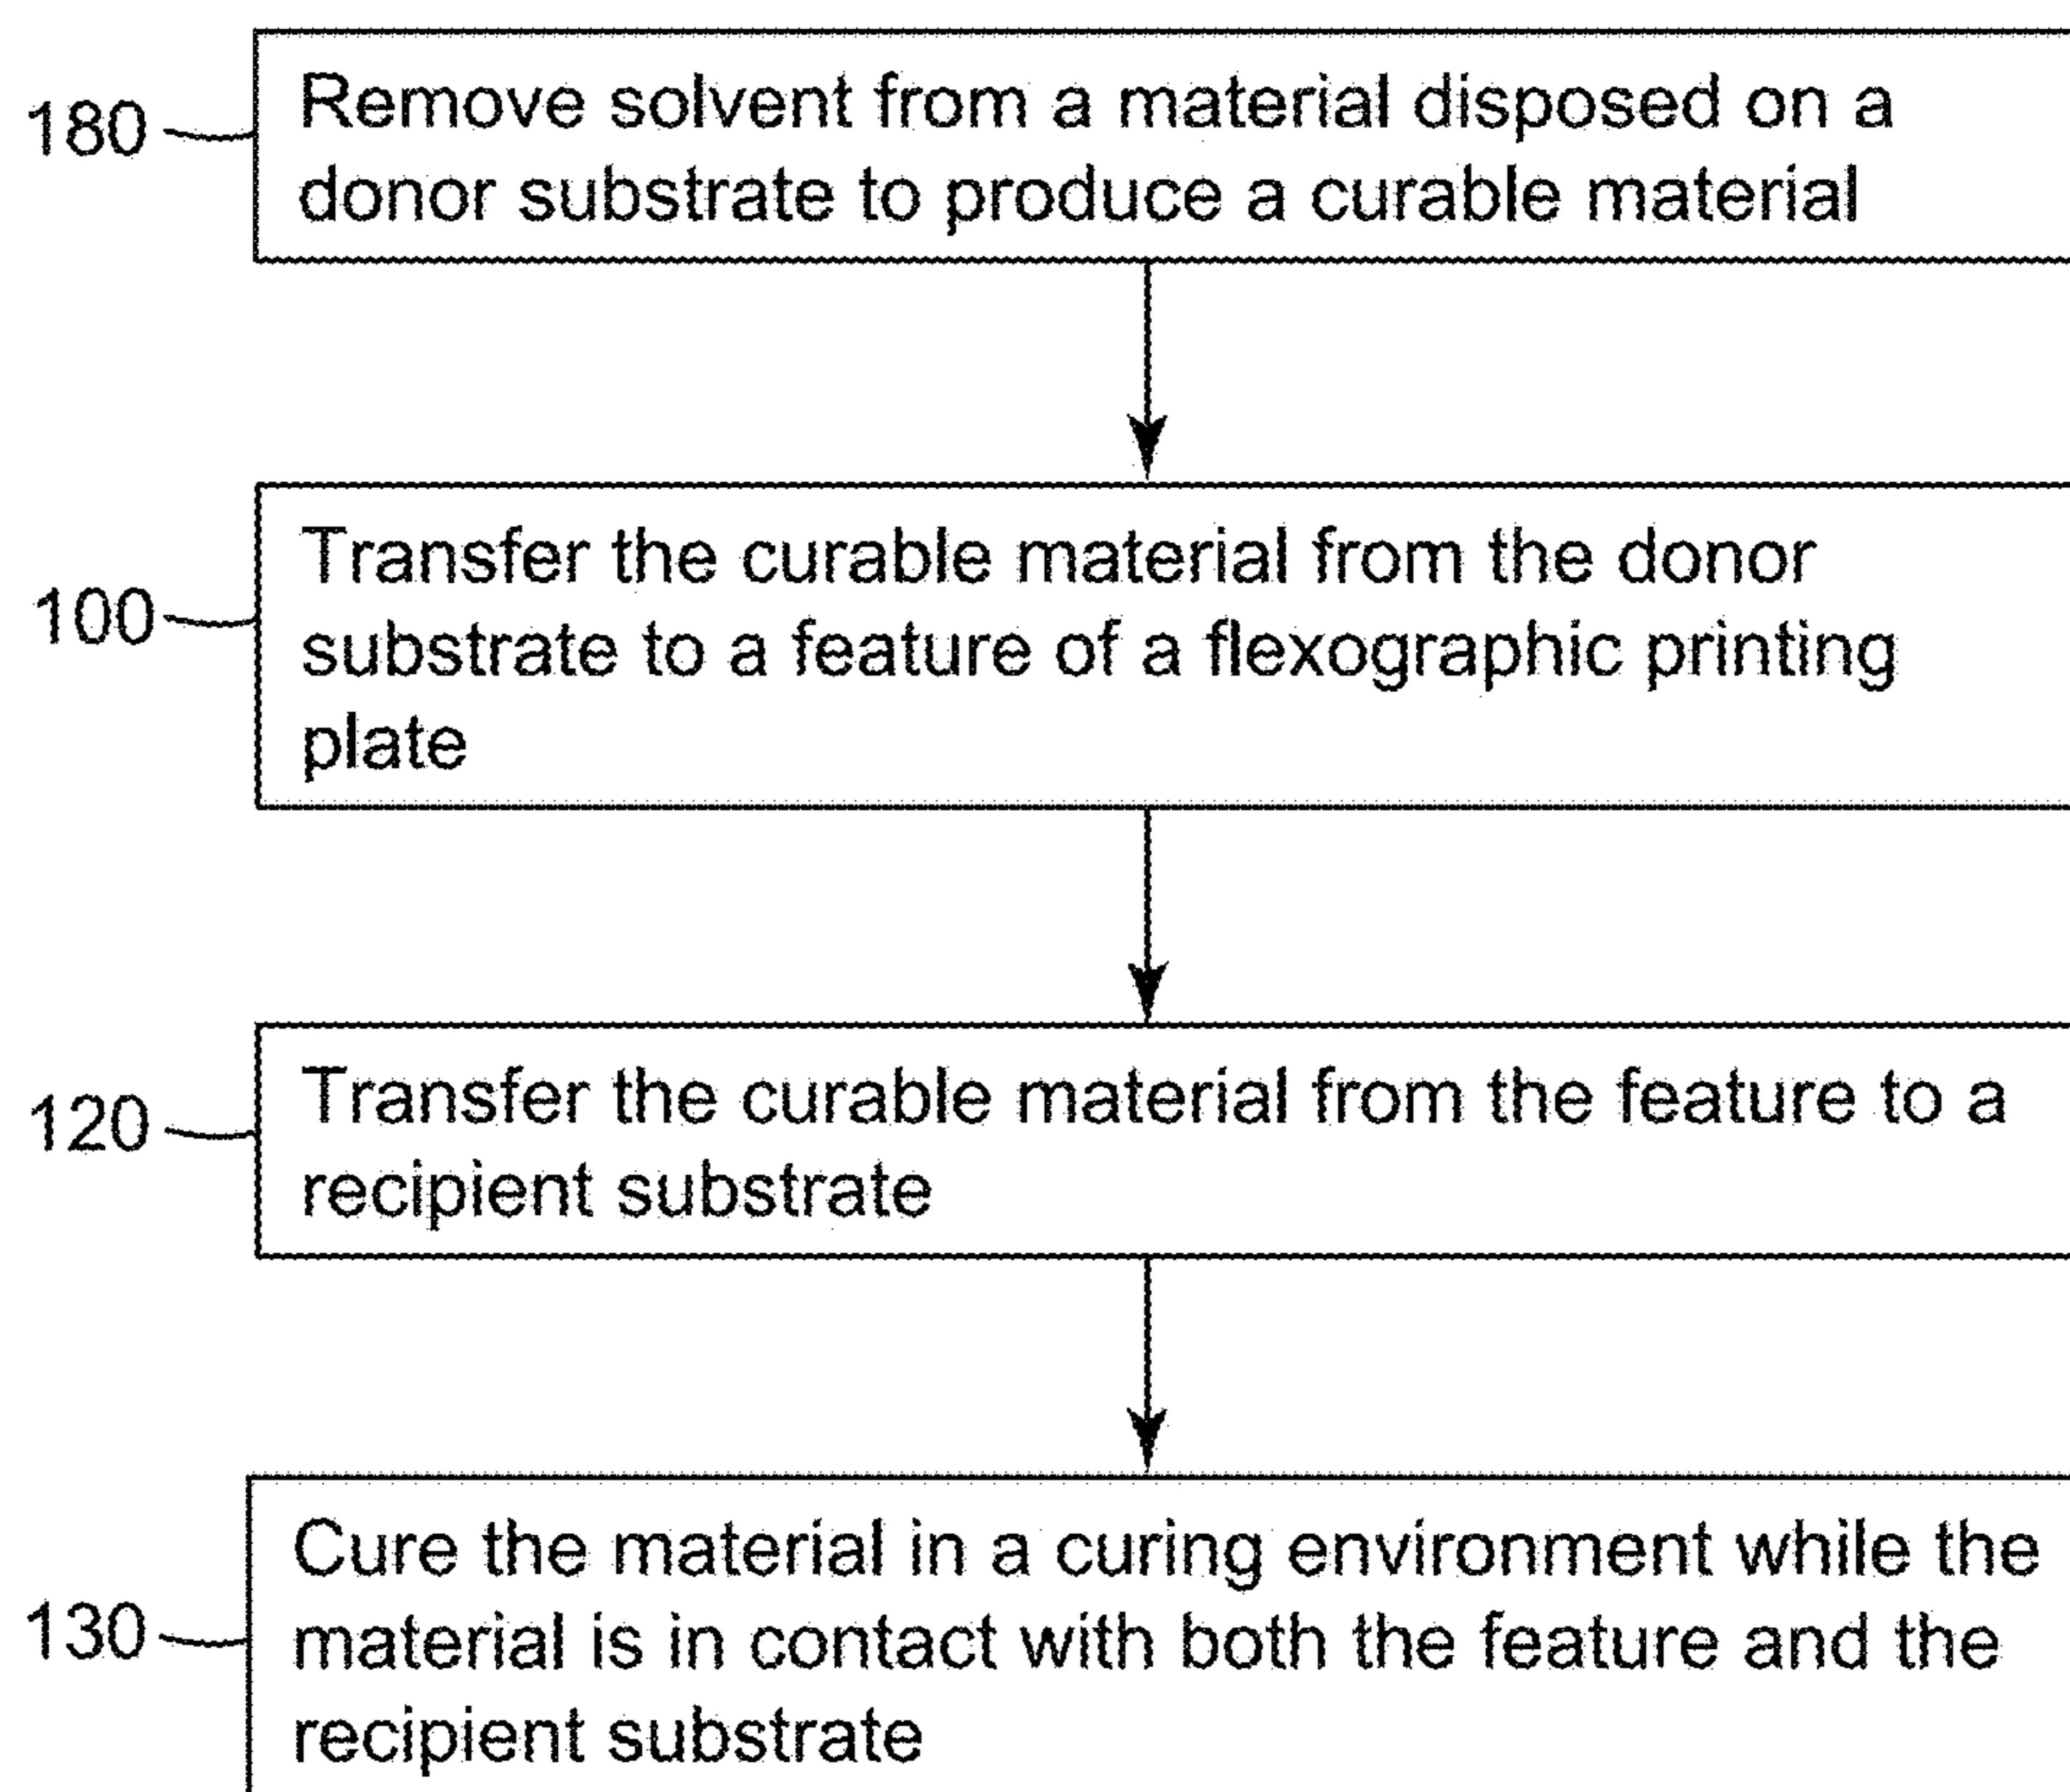 180
Remove solvent from a material disposed on a
donor substrate to produce a curable material
100
Transfer the curable material from the donor
substrate to a feature of a flexographic printing
plate
120
Transfer the curable material from the feature to a
recipient substrate
130
Cure the material in a curing environment while the
material is in contact with both the feature and the
recipient substrate